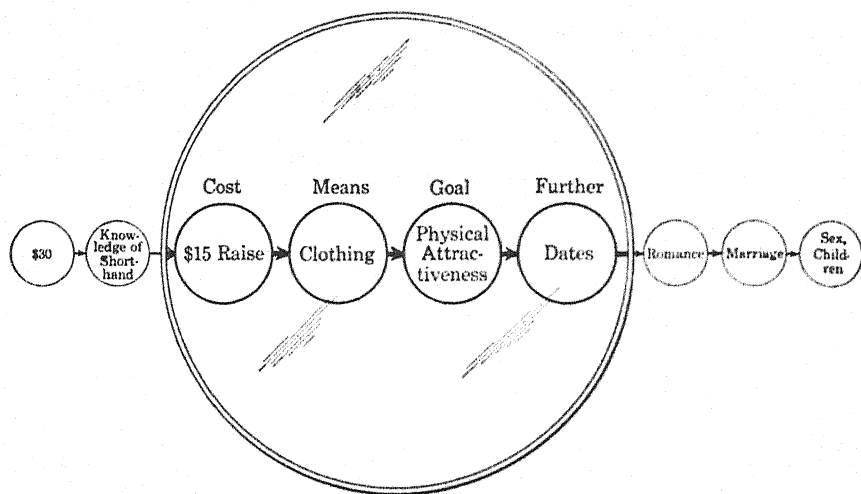 Cost Means Goal Further
$30
Know-
ledge of
Short-
hand
$15 Raise
Clothing
Physical
Attrac-
tiveness
Dates
Romance
Marriage
Sex,
Child-
ren